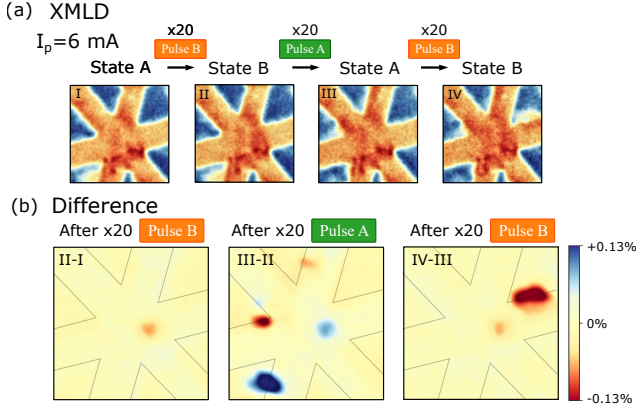 (a) XMLD
I_p=6 mA
x20 x20 x20
Pulse B Pulse A Pulse B
State A State B State A State B
I II III IV
(b) Difference
After x20 Pulse B After x20 Pulse A After x20 Pulse B
II-I III-II IV-III
+0.13%
0%
-0.13%